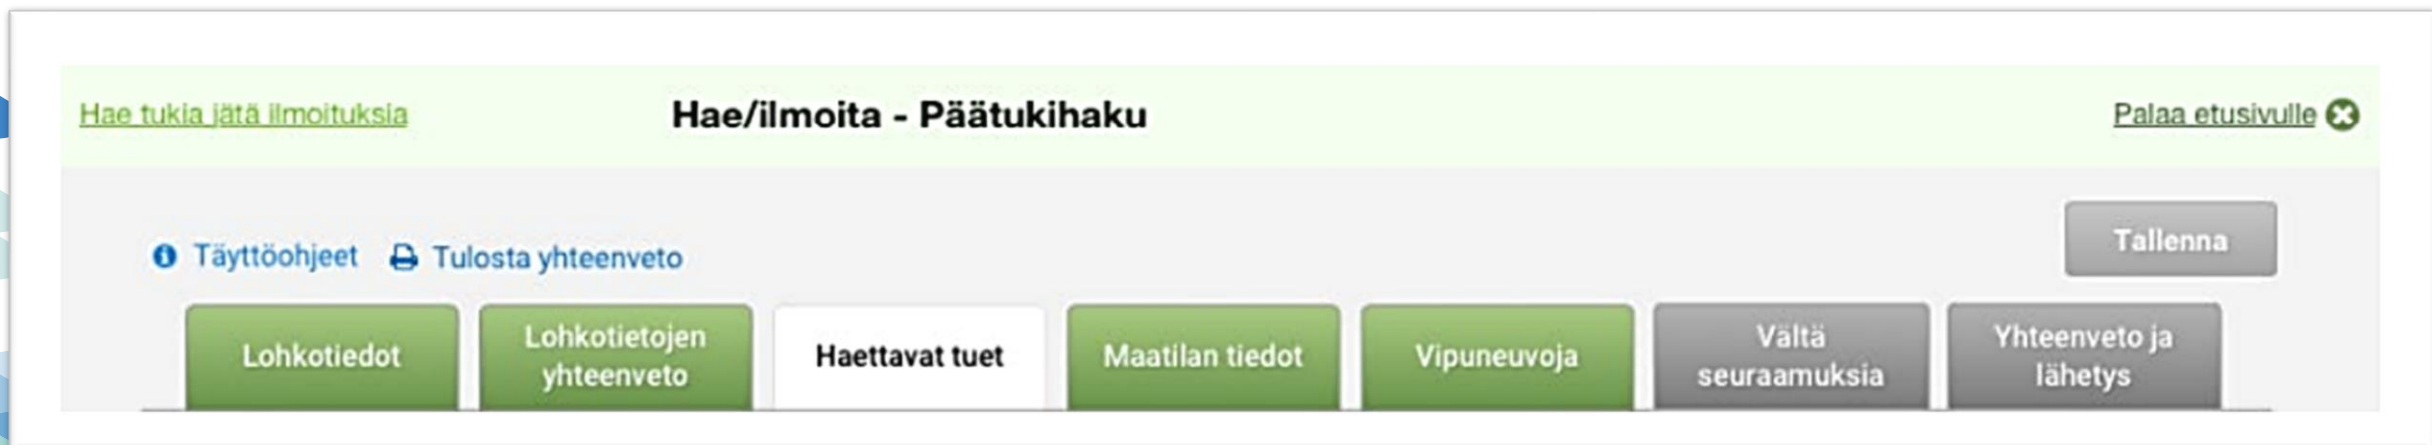 Hae tukia jätä ilmoituksia
Hae/ilmoita - Päätukihaku
Palaa etusivulle
Täyttöohjeet
Tulosta yhteenveto
Tallenna
Lohkotiedot
Lohkotietojen
yhteenveto
Haettavat tuet
Maatilan tiedot
Vipuneuvoja
Vältä
seuraamuksia
Yhteenveto ja
lähetys